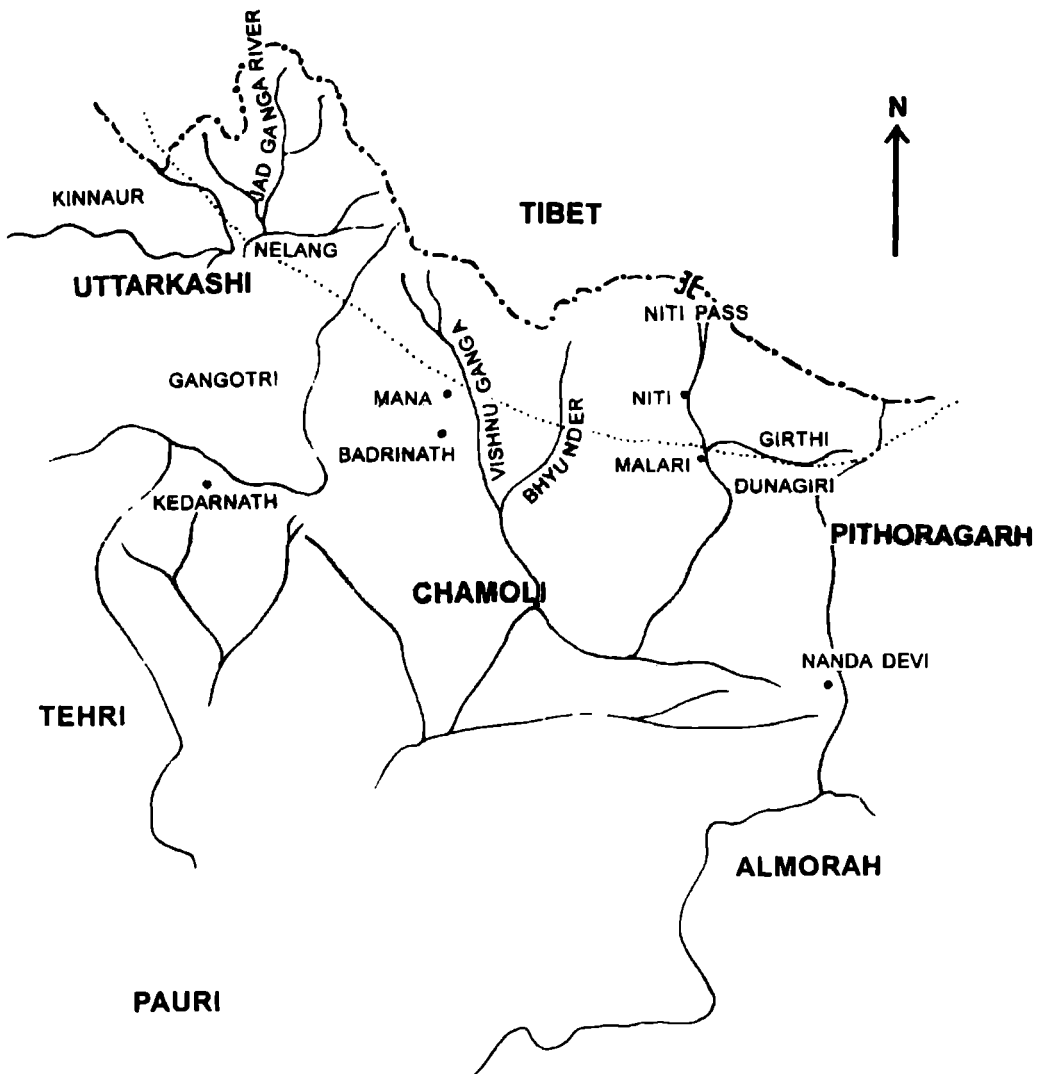 JAD GANGA RIVER
N
KINNAUR
TIBET
NELANG
UTTARKASHI
NITI PASS
GANGOTRI
MANA
VISHNU GANGA
NITI
BADRINATH
BHYUNDER
GIRTHI
MALARI
DUNAGIRI
KEDARNATH
PITHORAGARH
CHAMOLI
NANDA DEVI
TEHRI
ALMORAH
PAURI